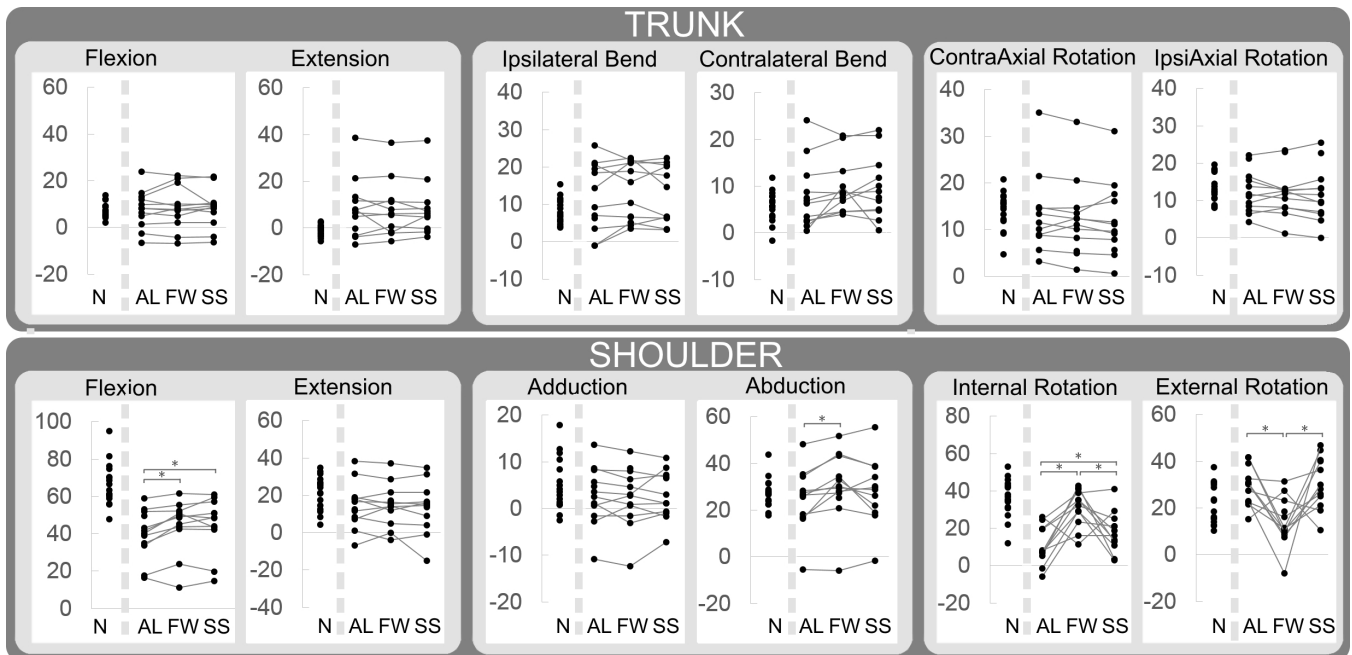 TRUNK
Flexion Extension Ipsilateral Bend Contralateral Bend ContraAxial Rotation IpsiAxial Rotation
60 60 40 30 40 40
40 40 30 20 30 30
20 20 20 10 20 20
0 0 10 0 10 10
-20 -20 0 -10 0 0
-10 -10
N AL FW SS N AL FW SS N AL FW SS N AL FW SS N AL FW SS N AL FW SS
SHOULDER
Flexion Extension Adduction Abduction Internal Rotation External Rotation
100 60 20 60 80 60
80 40 10 40 60 40
60 20 0 20 40 20
40 0 -10 0 20 0
20 -20 -20 -20 0 -20
0 -40 -20
* * * * * * * *
N AL FW SS N AL FW SS N AL FW SS N AL FW SS N AL FW SS N AL FW SS